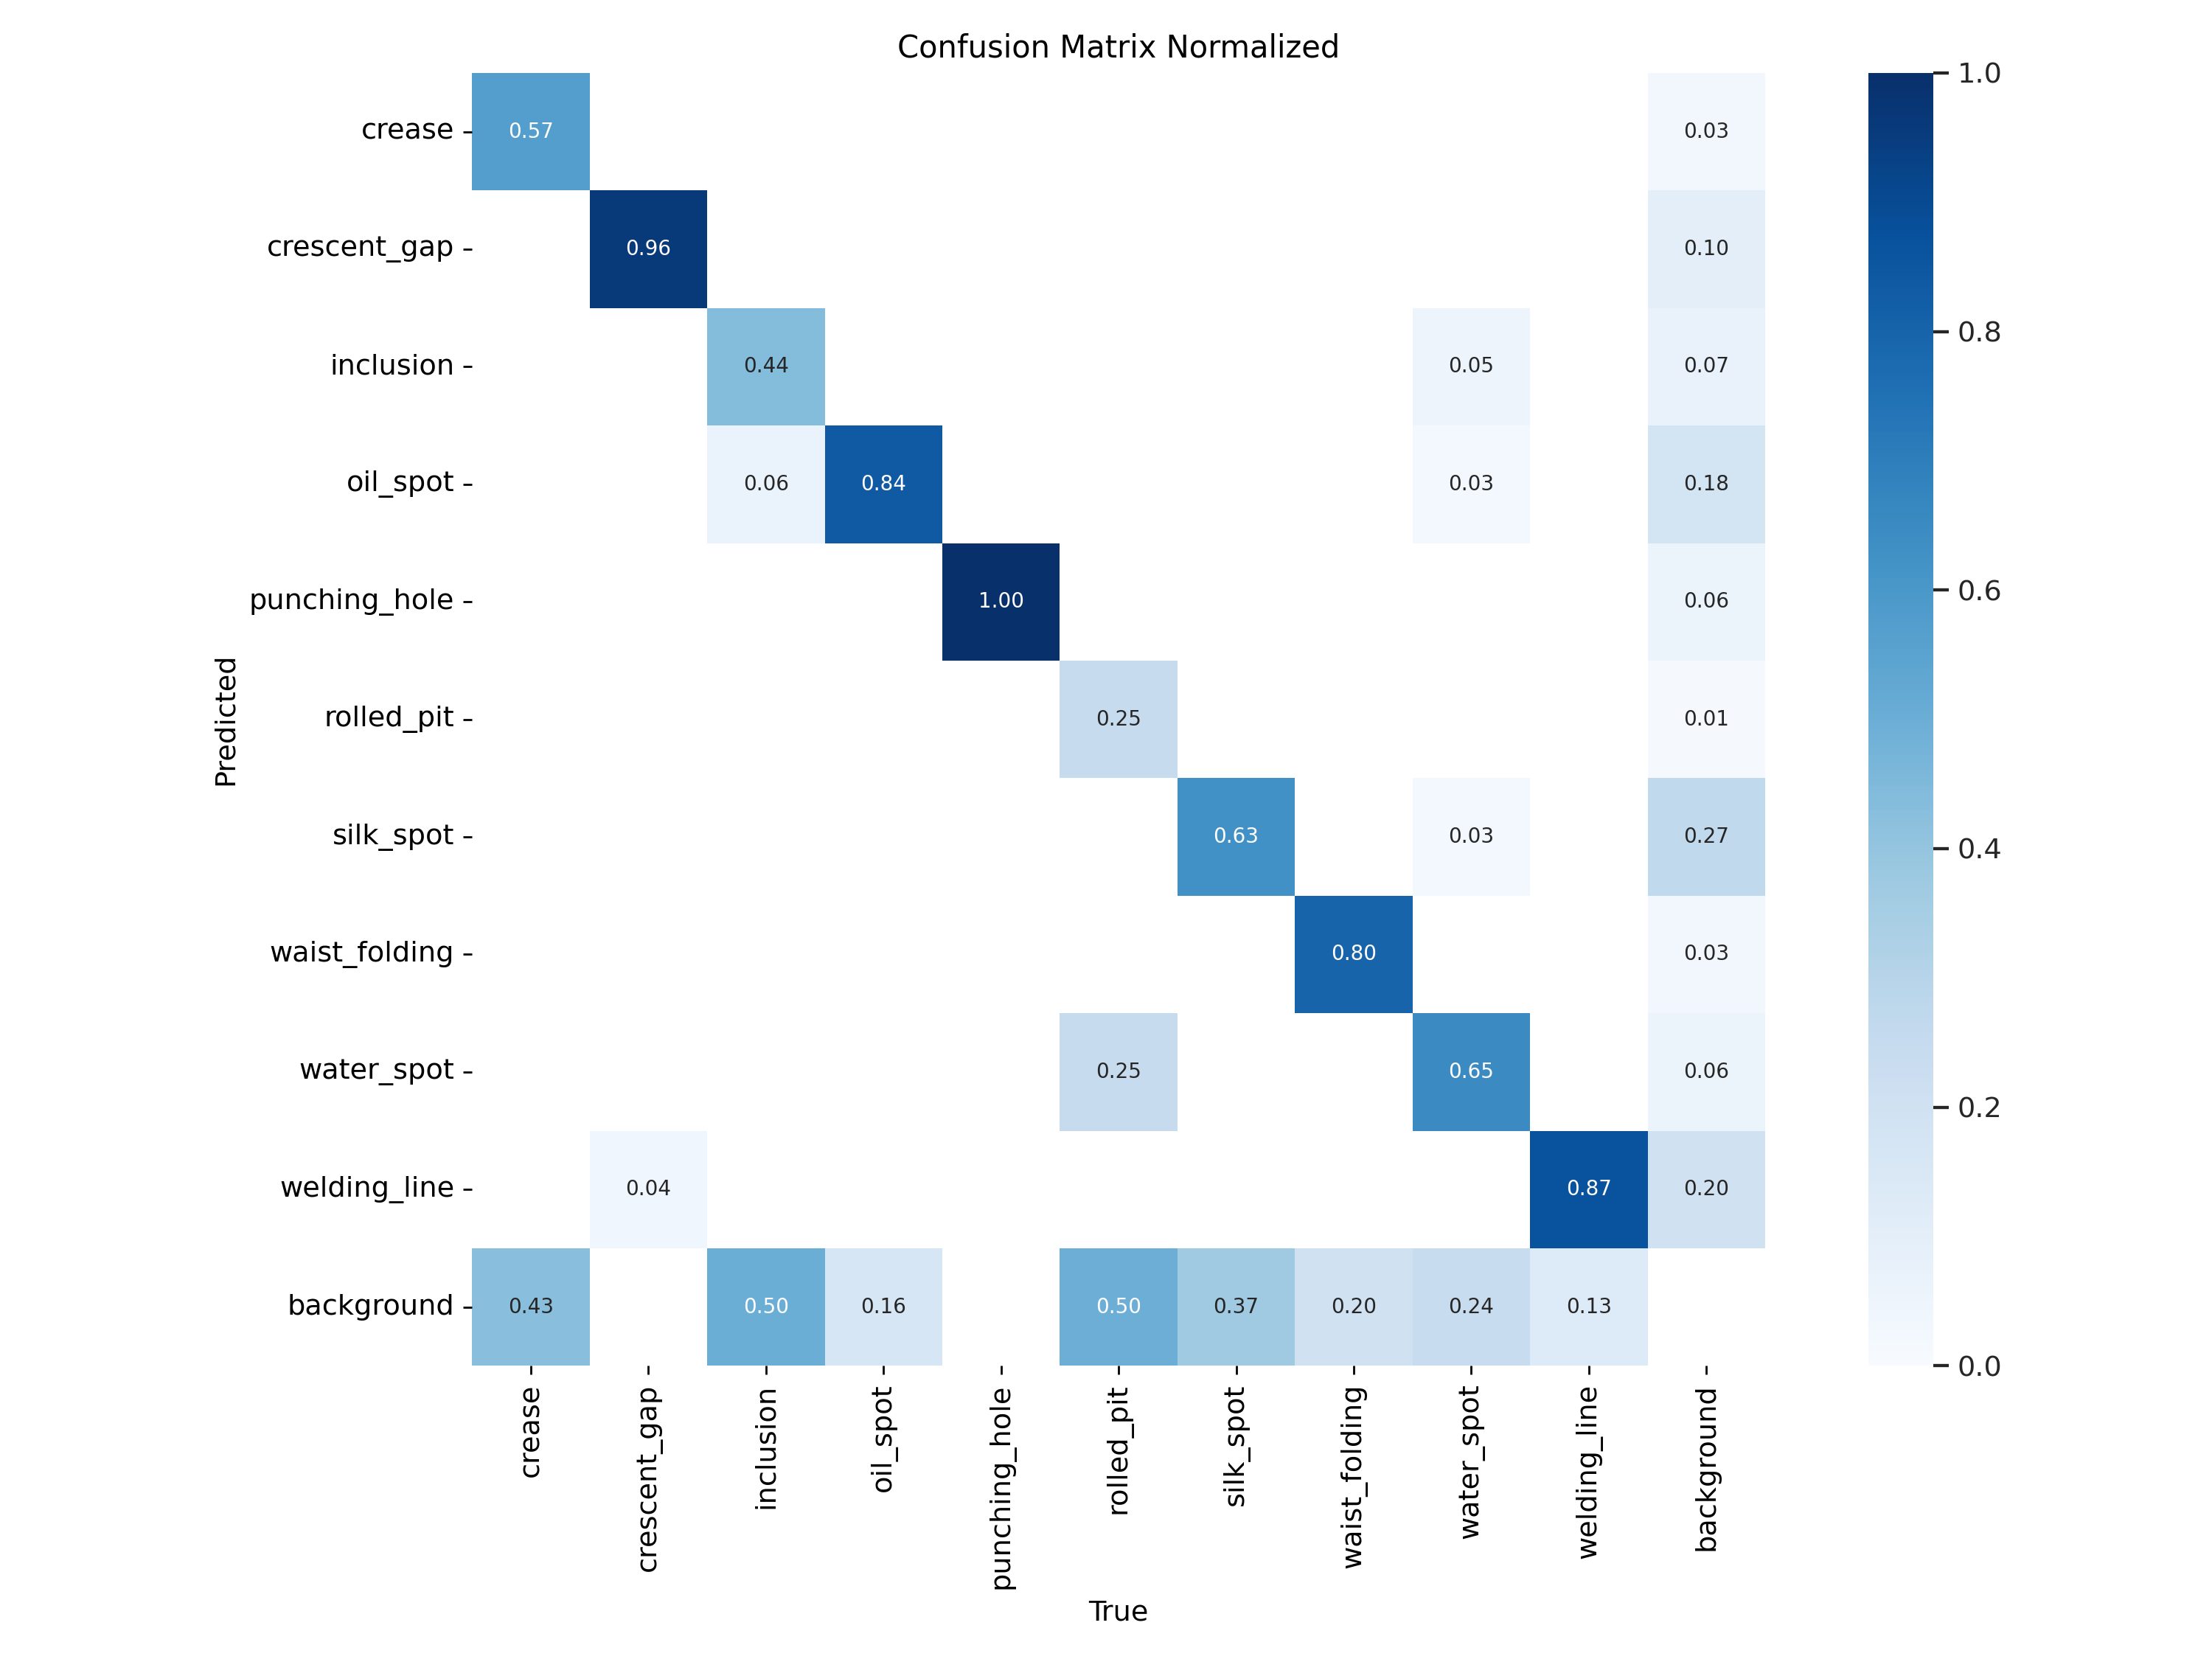 Confusion Matrix Normalized
Predicted
crease 0.57 0.03
crescent_gap 0.96 0.10
inclusion 0.44 0.05 0.07
oil_spot 0.06 0.84 0.03 0.18
punching_hole 1.00 0.06
rolled_pit 0.25 0.01
silk_spot 0.63 0.03 0.27
waist_folding 0.80 0.03
water_spot 0.25 0.65 0.06
welding_line 0.04 0.87 0.20
background 0.43 0.50 0.16 0.50 0.37 0.20 0.24 0.13
crease
crescent_gap
inclusion
oil_spot
punching_hole
rolled_pit
silk_spot
waist_folding
water_spot
welding_line
background
True
1.0
0.8
0.6
0.4
0.2
0.0